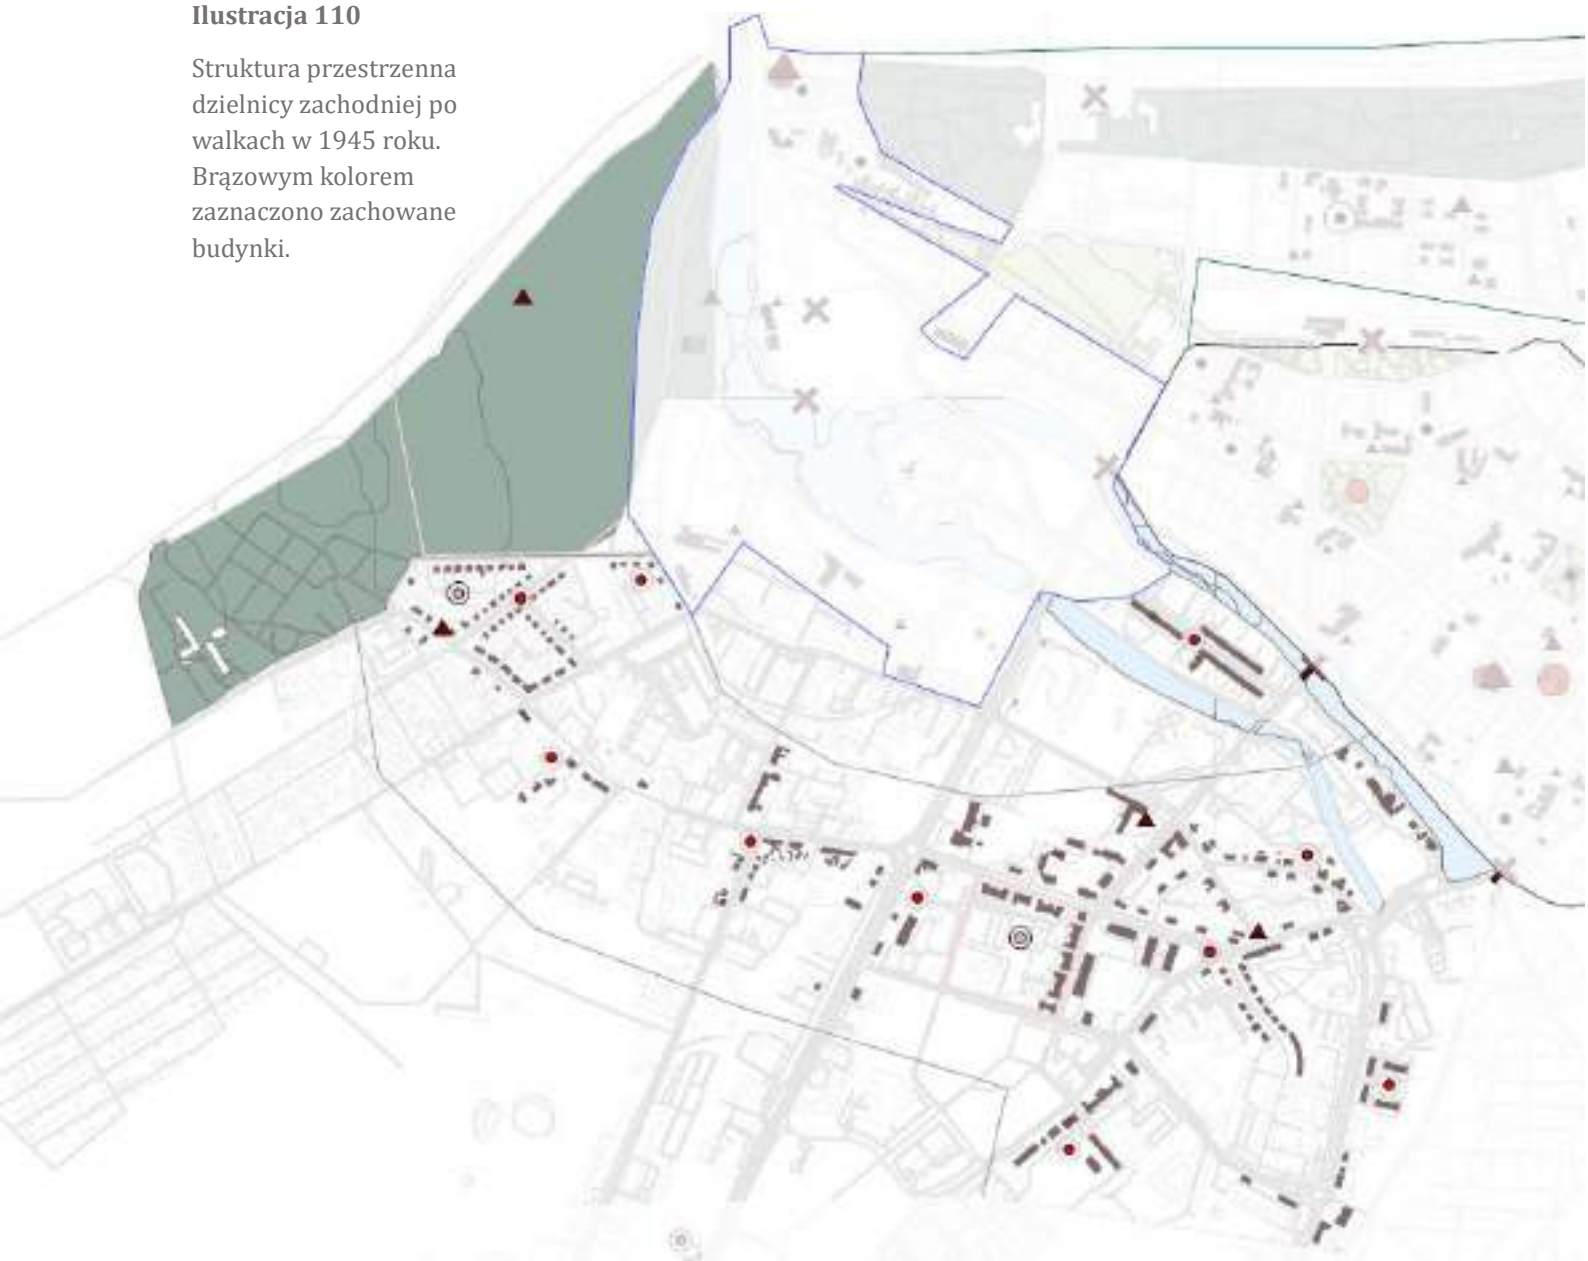 Ilustracja 110
Struktura przestrzenna
dzielnicy zachodniej po
walkach w 1945 roku.
Brązowym kolorem
zaznaczono zachowane
budynki.